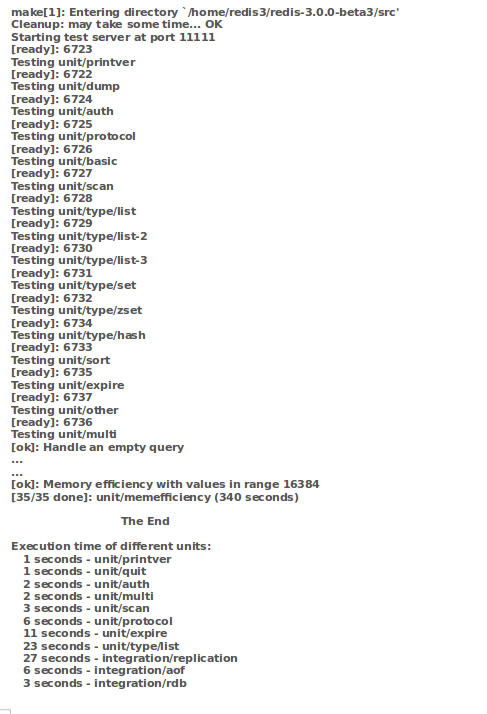 make[1]: Entering directory `/home/redis3/redis-3.0.0-beta3/src'
Cleanup: may take some time... OK
Starting test server at port 11111
[ready]: 6723
Testing unit/printver
[ready]: 6722
Testing unit/dump
[ready]: 6724
Testing unit/auth
[ready]: 6725
Testing unit/protocol
[ready]: 6726
Testing unit/basic
[ready]: 6727
Testing unit/scan
[ready]: 6728
Testing unit/type/list
[ready]: 6729
Testing unit/type/list-2
[ready]: 6730
Testing unit/type/list-3
[ready]: 6731
Testing unit/type/set
[ready]: 6732
Testing unit/type/zset
[ready]: 6734
Testing unit/type/hash
[ready]: 6733
Testing unit/sort
[ready]: 6735
Testing unit/expire
[ready]: 6737
Testing unit/other
[ready]: 6736
Testing unit/multi
[ok]: Handle an empty query
...
...
[ok]: Memory efficiency with values in range 16384
[35/35 done]: unit/memefficiency (340 seconds)
The End
Execution time of different units:
1 seconds - unit/printver
1 seconds - unit/quit
2 seconds - unit/auth
2 seconds - unit/multi
3 seconds - unit/scan
6 seconds - unit/protocol
11 seconds - unit/expire
23 seconds - unit/type/list
27 seconds - integration/replication
6 seconds - integration/aof
3 seconds - integration/rdb